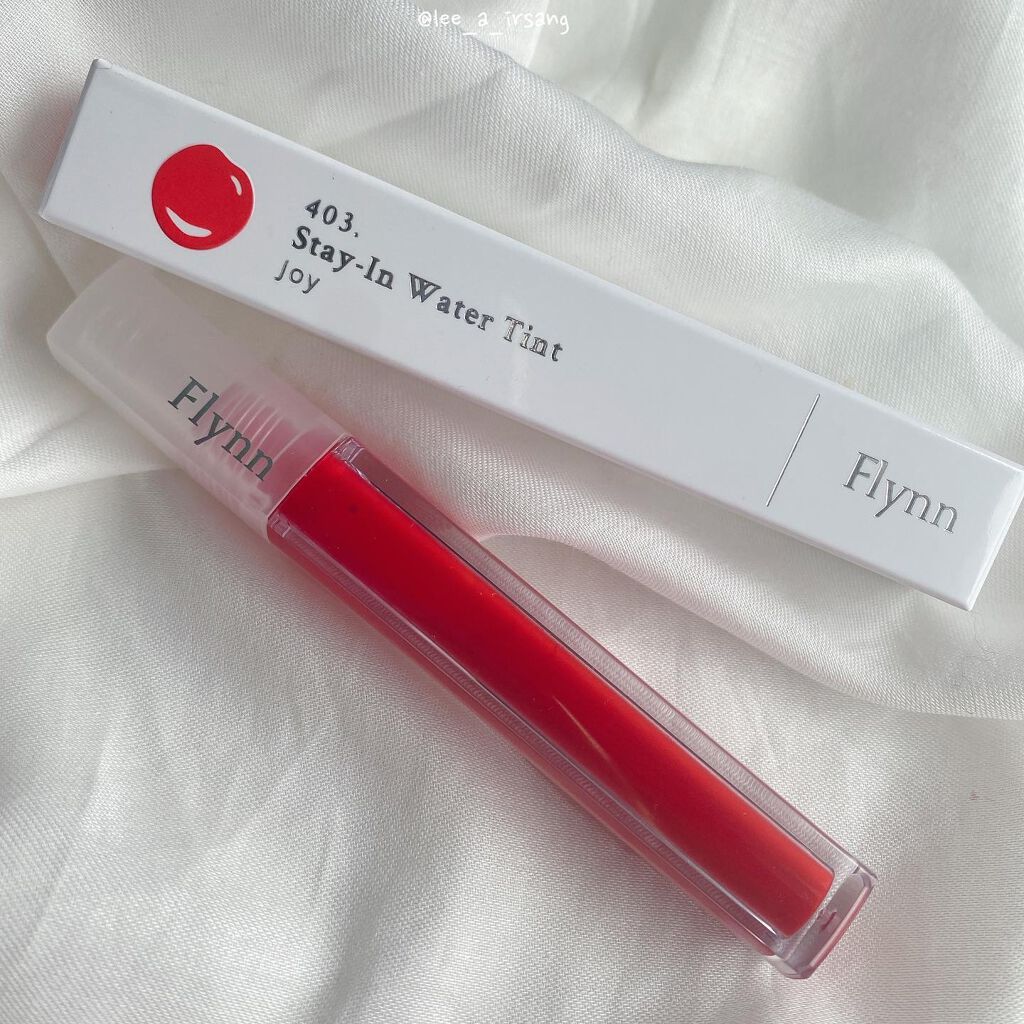 @lee_a_irsang
403.
Stay-In Water Tint
Joy
Flynn
Flynn